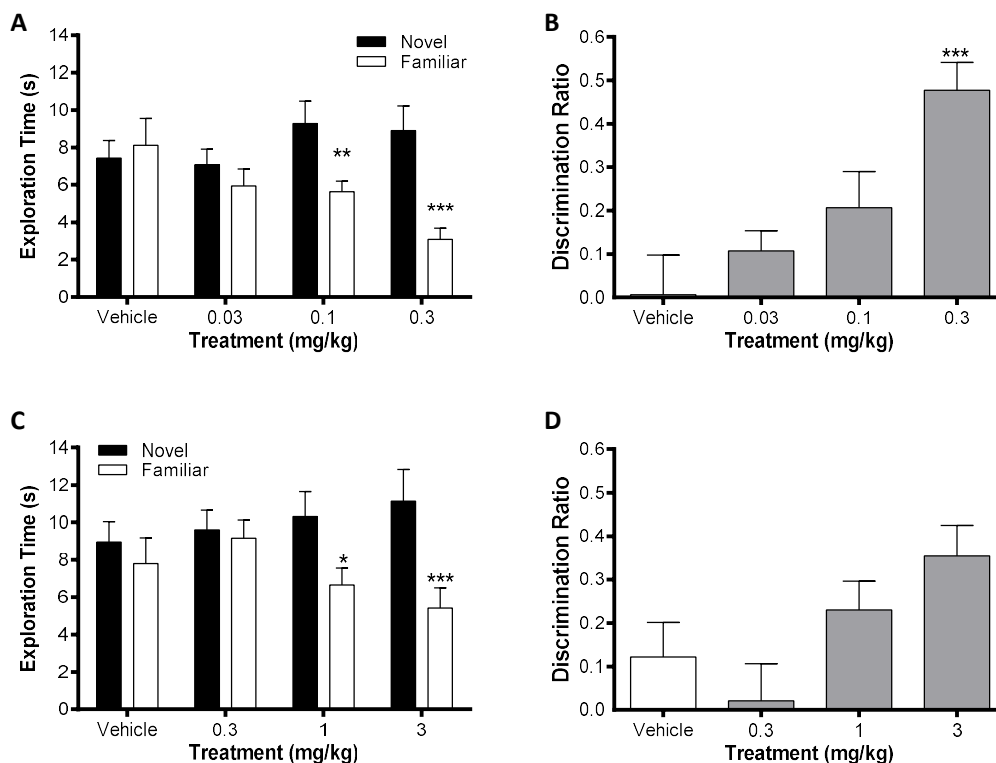 A
Exploration Time (s)
14
12
10
8
6
4
2
0
Novel
Familiar
**
***
Vehicle 0.03 0.1 0.3
Treatment (mg/kg)
B
Discrimination Ratio
0.6
0.5
0.4
0.3
0.2
0.1
0.0
***
Vehicle 0.03 0.1 0.3
Treatment (mg/kg)
C
Exploration Time (s)
14
12
10
8
6
4
2
0
Novel
Familiar
*
***
Vehicle 0.3 1 3
Treatment (mg/kg)
D
Discrimination Ratio
0.6
0.5
0.4
0.3
0.2
0.1
0.0
Vehicle 0.3 1 3
Treatment (mg/kg)